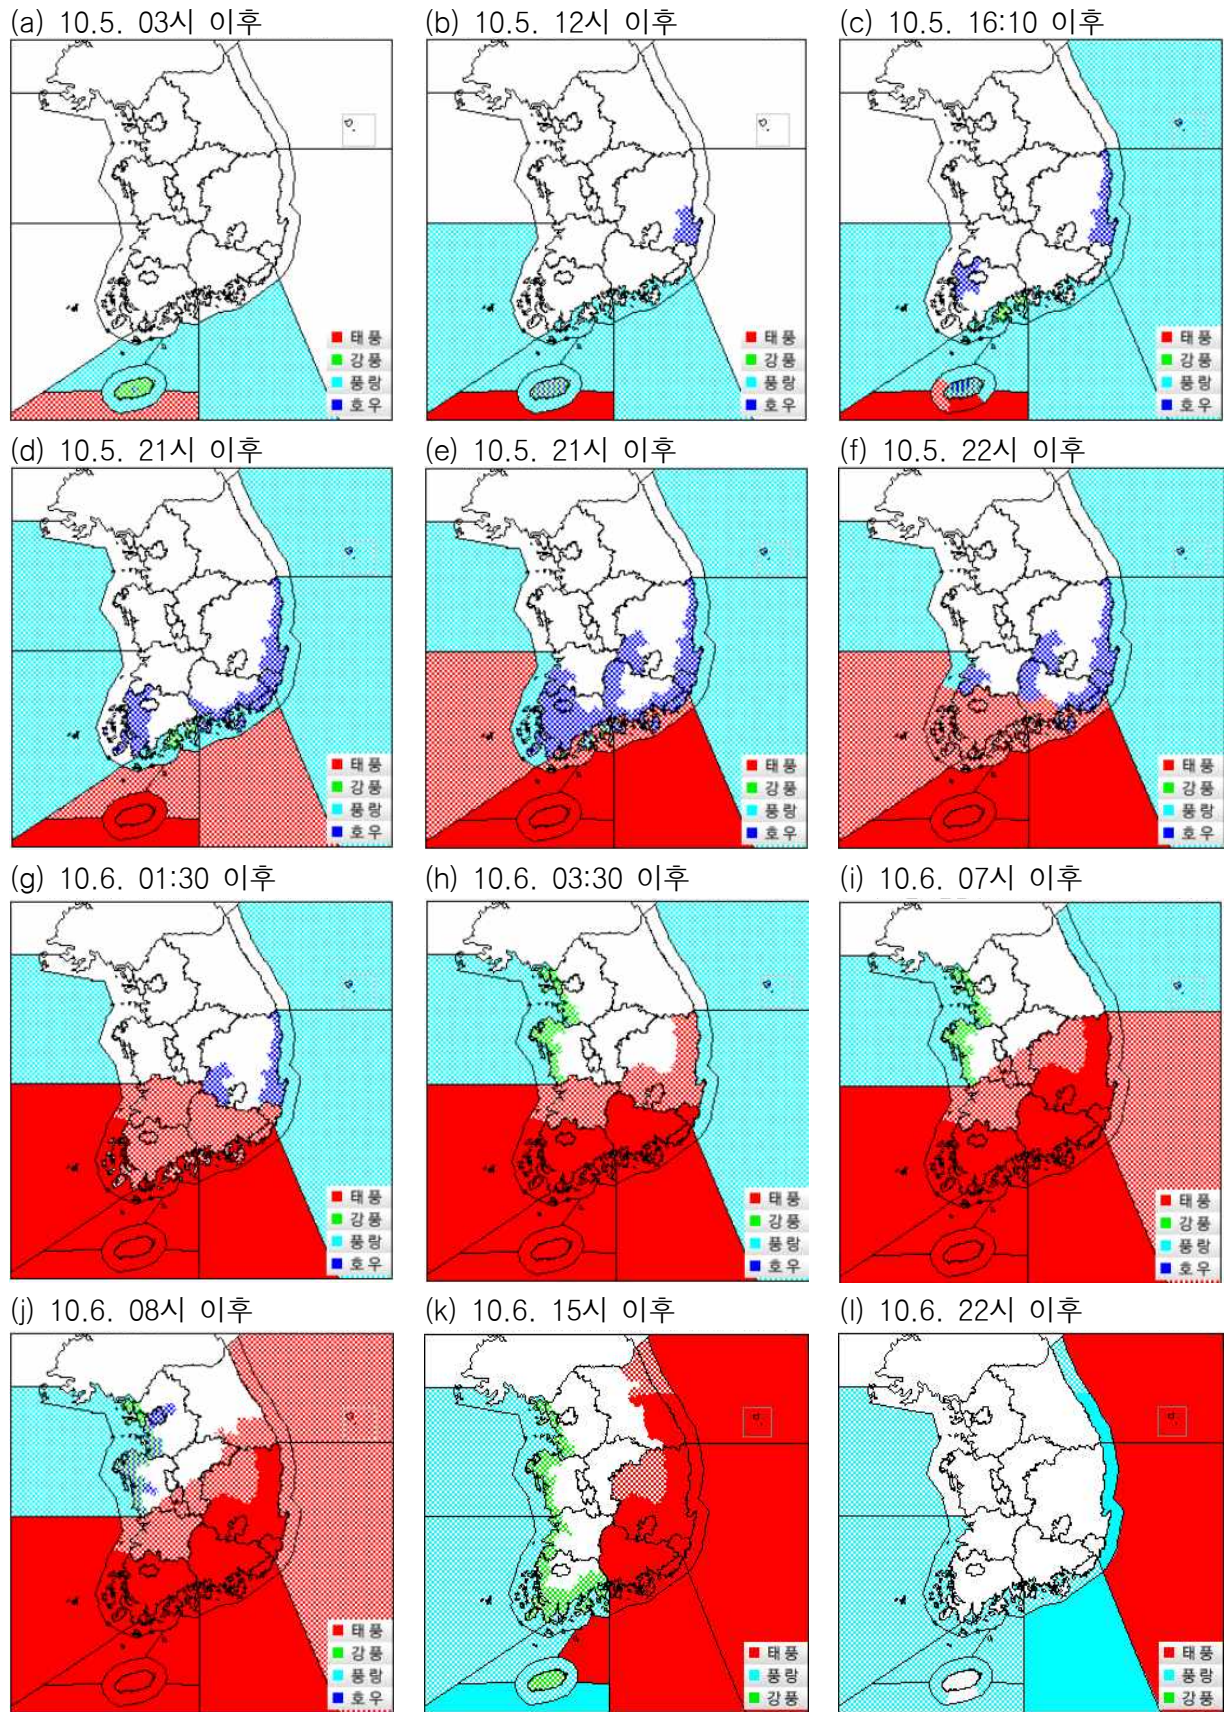 (a) 10.5. 03시 이후
(b) 10.5. 12시 이후
(c) 10.5. 16:10 이후
태풍
강풍
풍랑
호우
태풍
강풍
풍랑
호우
태풍
강풍
풍랑
호우
(d) 10.5. 21시 이후
(e) 10.5. 21시 이후
(f) 10.5. 22시 이후
태풍
강풍
풍랑
호우
태풍
강풍
풍랑
호우
태풍
강풍
풍랑
호우
(g) 10.6. 01:30 이후
(h) 10.6. 03:30 이후
(i) 10.6. 07시 이후
태풍
강풍
풍랑
호우
태풍
강풍
풍랑
호우
태풍
강풍
풍랑
호우
(j) 10.6. 08시 이후
(k) 10.6. 15시 이후
(l) 10.6. 22시 이후
태풍
강풍
풍랑
호우
태풍
풍랑
강풍
태풍
풍랑
강풍